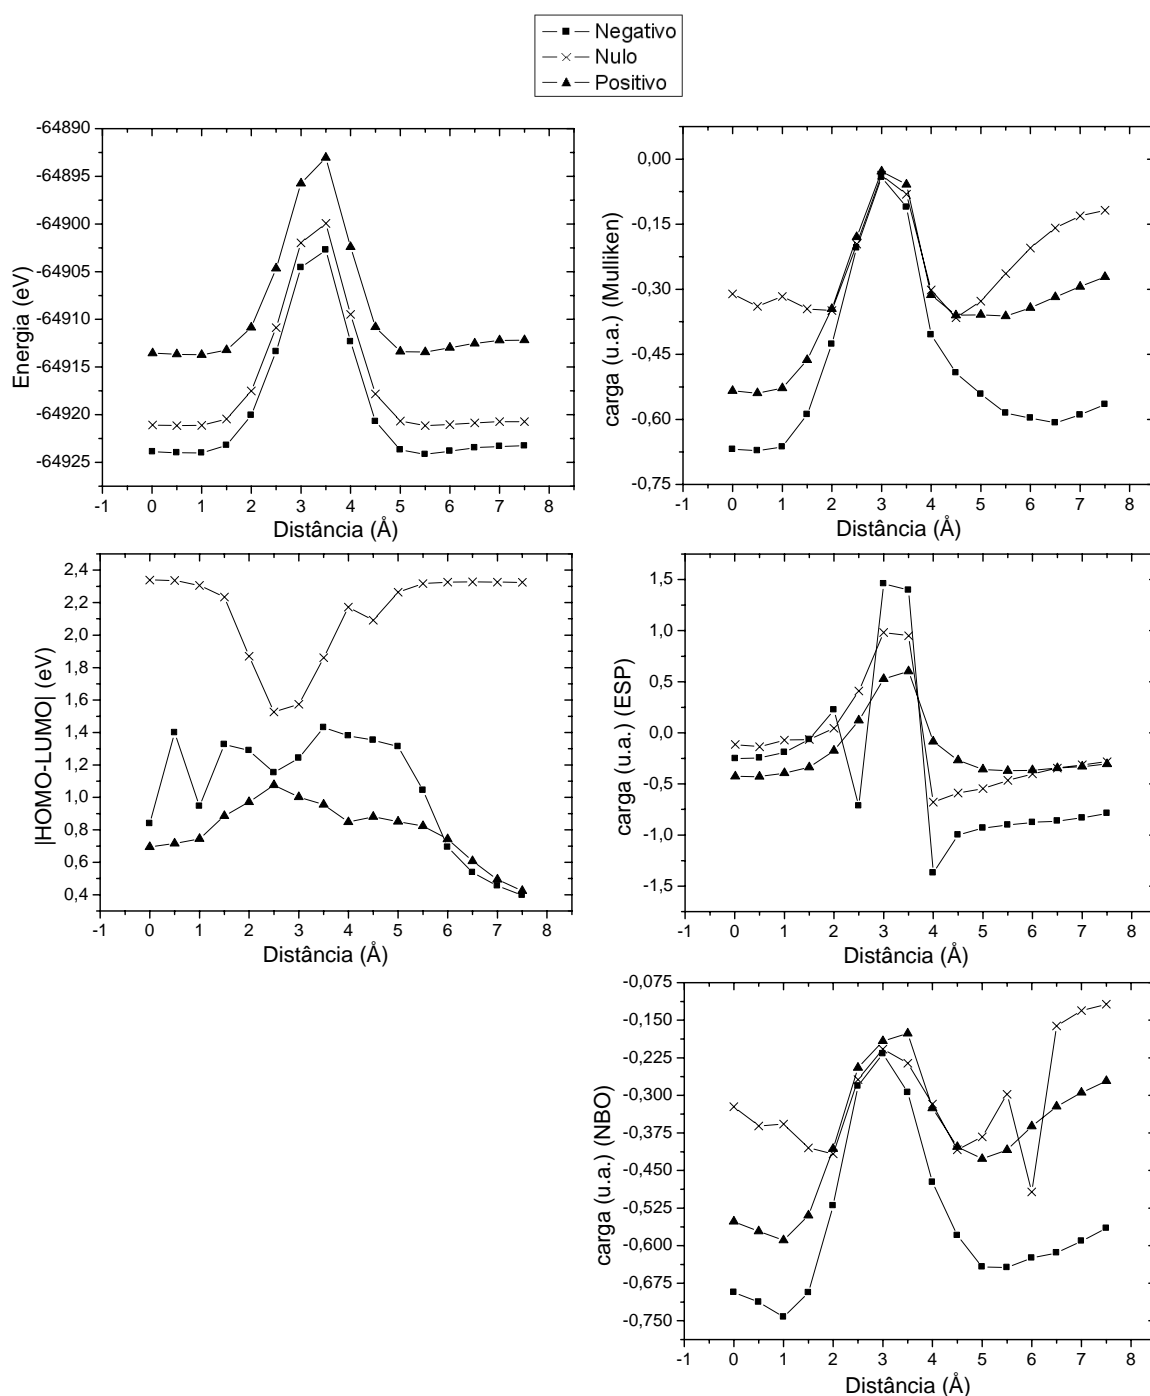 Negativo
Nulo
Positivo
-64890
-64895
-64900
-64905
-64910
-64915
-64920
-64925
Energia (eV)
-1 0 1 2 3 4 5 6 7 8
Distância (Å)
0,00
-0,15
-0,30
-0,45
-0,60
-0,75
carga (u.a.) (Mulliken)
-1 0 1 2 3 4 5 6 7 8
Distância (Å)
2,4
2,2
2,0
1,8
1,6
1,4
1,2
1,0
0,8
0,6
0,4
|HOMO-LUMO| (eV)
-1 0 1 2 3 4 5 6 7 8
Distância (Å)
1,5
1,0
0,5
0,0
-0,5
-1,0
-1,5
carga (u.a.) (ESP)
-1 0 1 2 3 4 5 6 7 8
Distância (Å)
-0,075
-0,150
-0,225
-0,300
-0,375
-0,450
-0,525
-0,600
-0,675
-0,750
carga (u.a.) (NBO)
-1 0 1 2 3 4 5 6 7 8
Distância (Å)